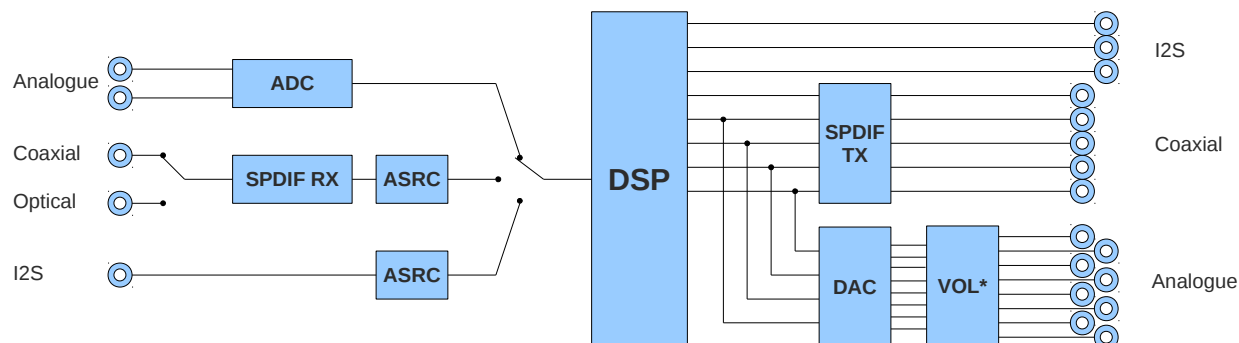 Analogue
ADC
Coaxial
SPDIF RX
ASRC
Optical
I2S
ASRC
DSP
I2S
SPDIF
TX
Coaxial
DAC
VOL*
Analogue